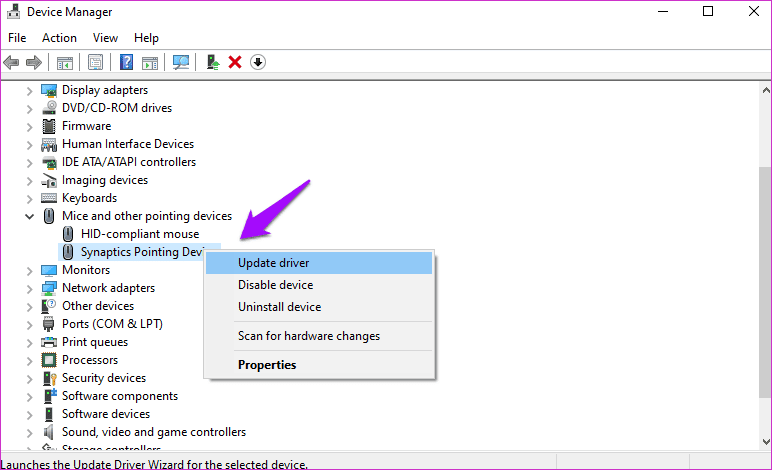 Device Manager
File Action View Help
Display adapters
DVD/CD-ROM drives
Firmware
Human Interface Devices
IDE ATA/ATAPI controllers
Imaging devices
Keyboards
Mice and other pointing devices
HID-compliant mouse
Synaptics Pointing Devi
Update driver
Disable device
Uninstall device
Scan for hardware changes
Properties
Monitors
Network adapters
Other devices
Ports (COM & LPT)
Print queues
Processors
Security devices
Software components
Software devices
Sound, video and game controllers
Storage controllers
Launches the Update Driver Wizard for the selected device.